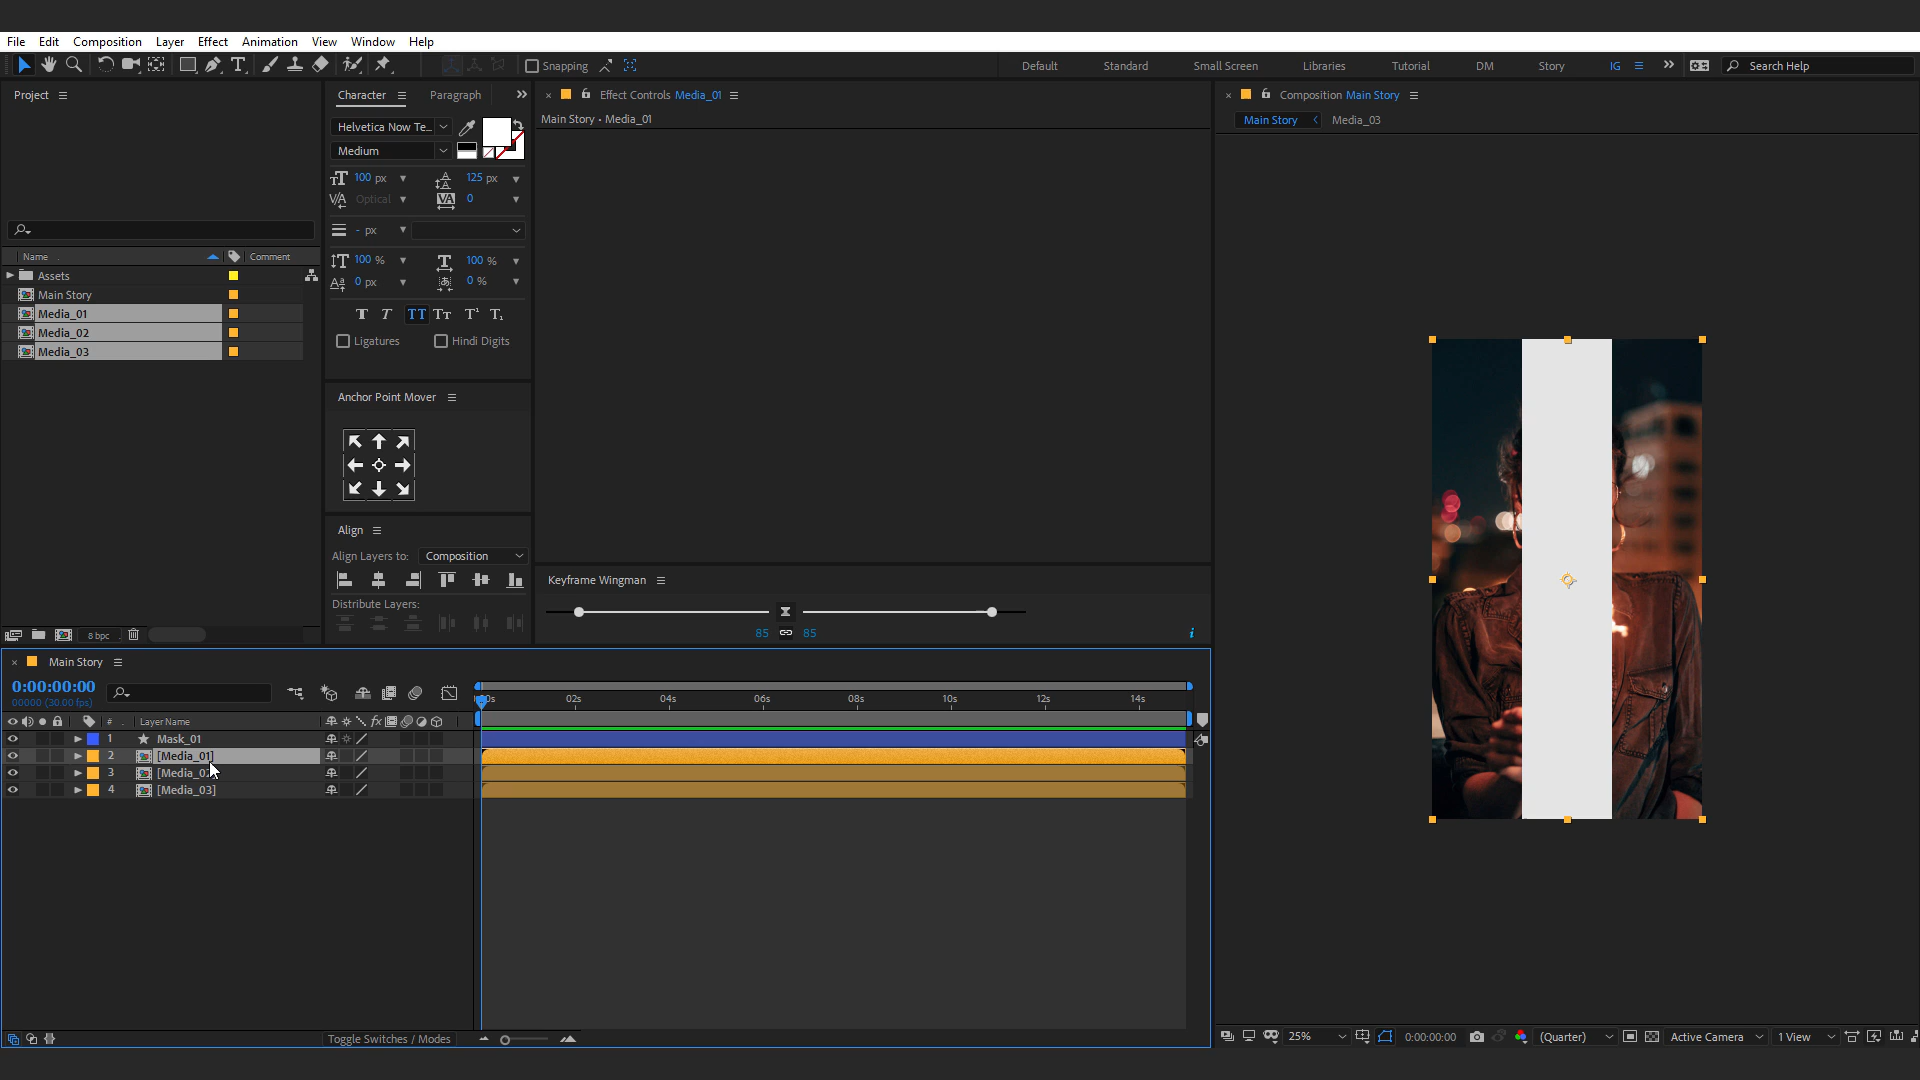 File Edit Composition Layer Effect Animation View Window Help
Snapping Default Standard Small Screen Libraries Tutorial DM Story IG Search Help
Project
Name Comment
Assets
Main Story
Media_01
Media_02
Media_03
8 bpc
Character Paragraph
Helvetica Now Te...
Medium
100 px 125 px
Optical 0
- px
100 % 100 %
0 px 0 %
Ligatures Hindi Digits
Anchor Point Mover
Align
Align Layers to: Composition
Distribute Layers:
Effect Controls Media_01
Main Story • Media_01
Keyframe Wingman
85 85
Composition Main Story
Main Story Media_03
Main Story
0:00:00:00
00000 (30.00 fps)
02s 04s 06s 08s 10s 12s 14s
# Layer Name
1 Mask_01
2 [Media_01]
3 [Media_02]
4 [Media_03]
Toggle Switches / Modes
25% 0:00:00:00 (Quarter) Active Camera 1 View